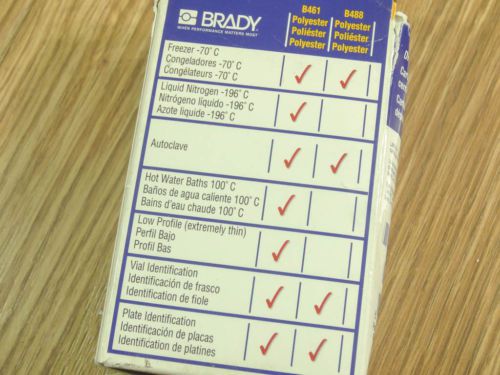 BRADY
WHEN PERFORMANCE MATTERS MOST
B461
Polyester
Poliéster
Polyester
B488
Polyester
Poliéster
Polyester
Freezer -70˚ C
Congeladores -70˚ C
Congélateurs -70˚ C
Liquid Nitrogen -196˚ C
Nitrógeno líquido -196˚ C
Azote liquide -196˚ C
Autoclave
Hot Water Baths 100˚ C
Baños de agua caliente 100˚ C
Bains d'eau chaude 100˚ C
Low Profile (extremely thin)
Perfil Bajo
Profil Bas
Vial Identification
Identificación de frasco
Identification de fiole
Plate Identification
Identificación de placas
Identification de platines